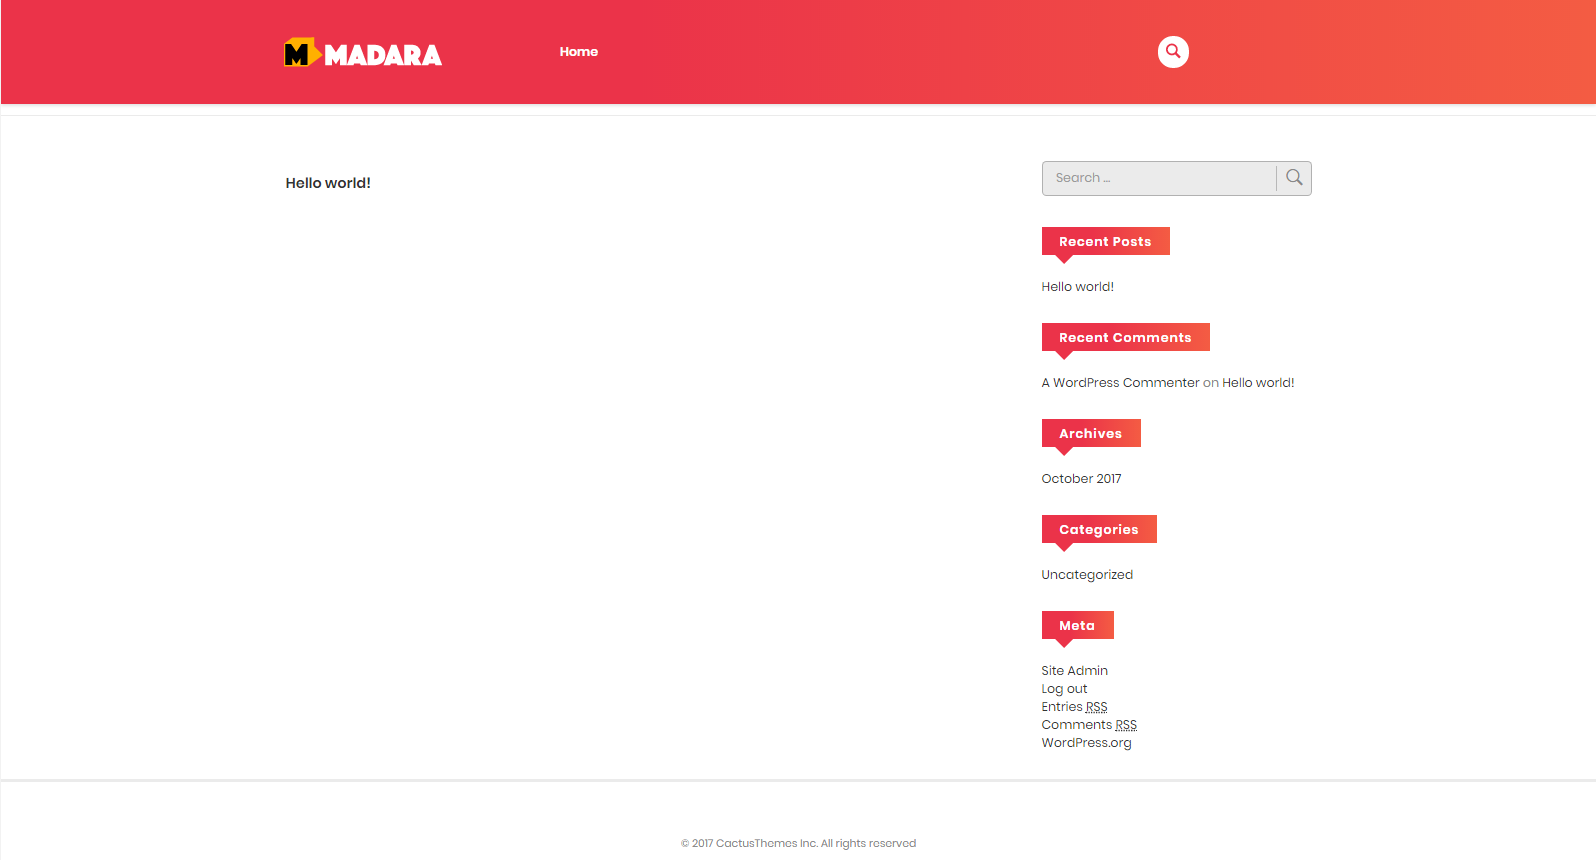 M MADARA
Home
Hello world!
Search ...
Recent Posts
Hello world!
Recent Comments
A WordPress Commenter on Hello world!
Archives
October 2017
Categories
Uncategorized
Meta
Site Admin
Log out
Entries RSS
Comments RSS
WordPress.org
© 2017 CactusThemes Inc. All rights reserved